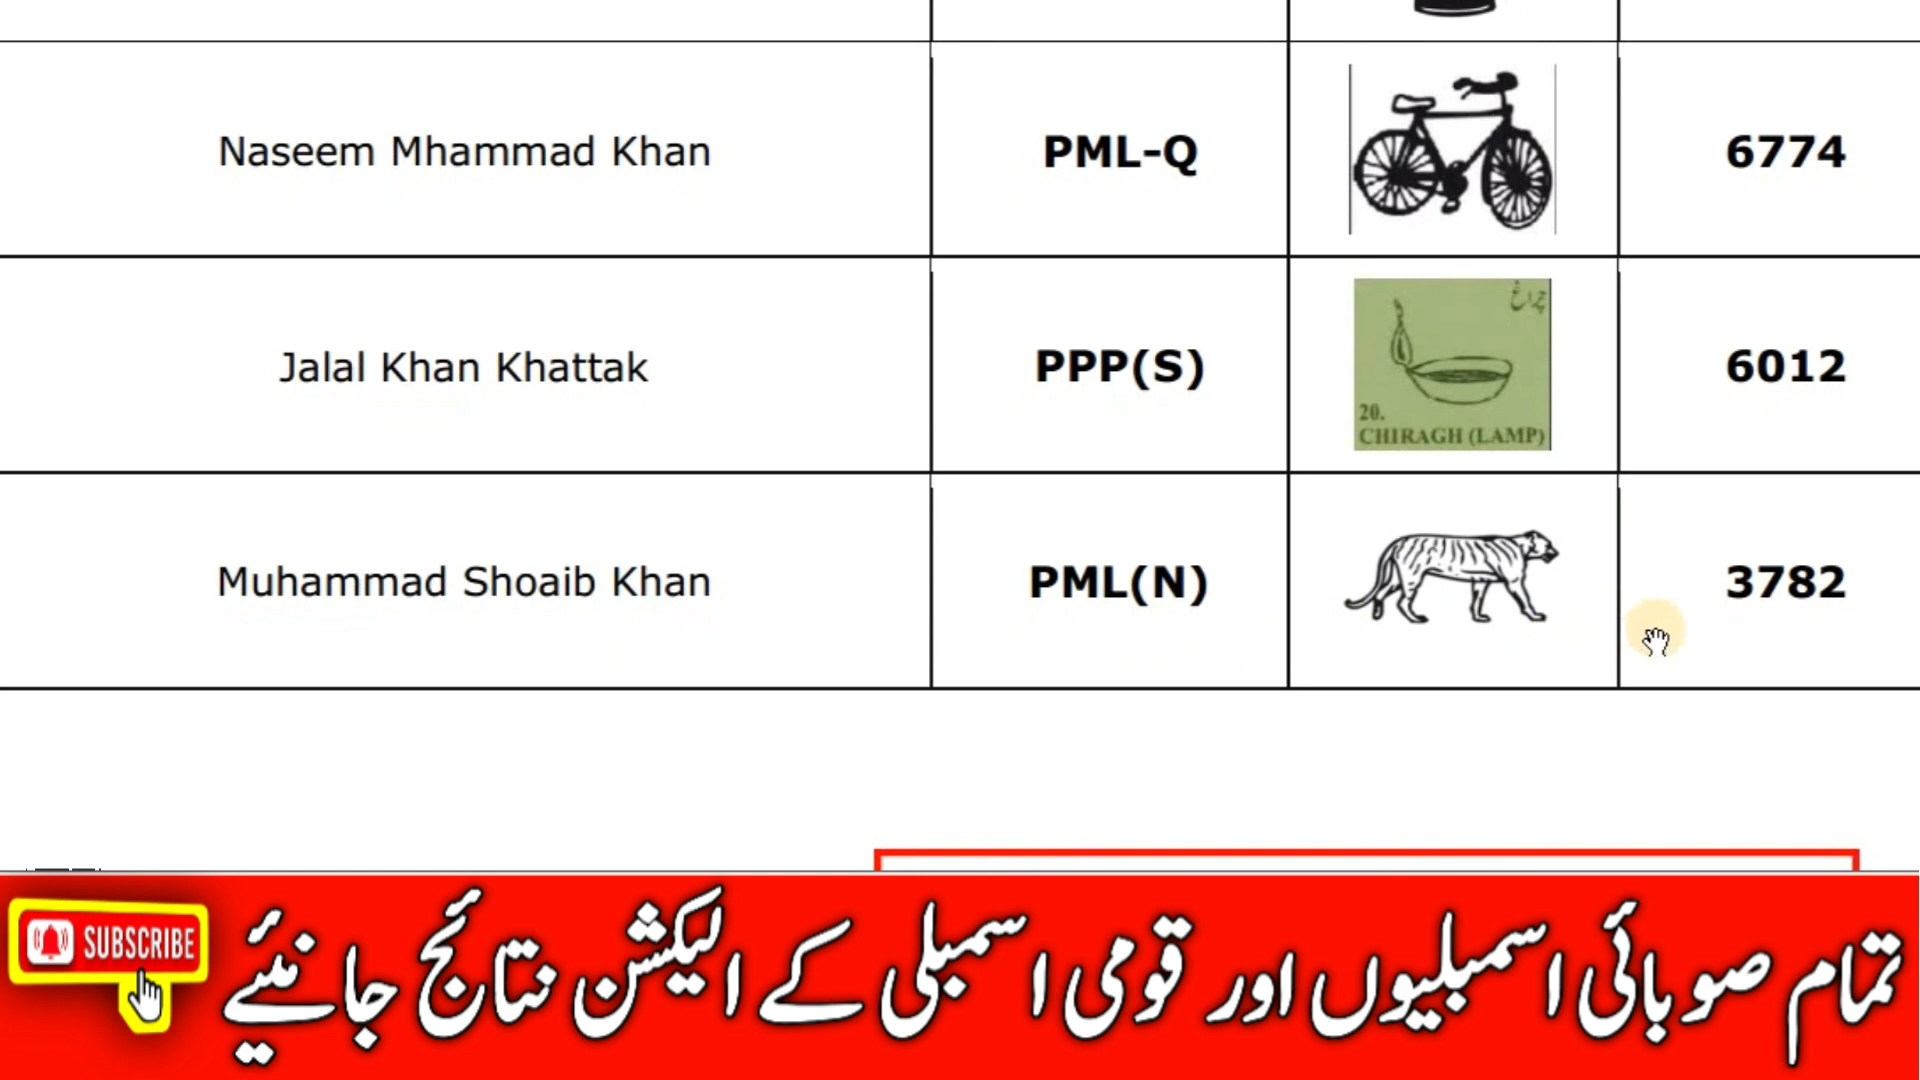 Naseem Mhammad Khan PML-Q 6774
Jalal Khan Khattak PPP(S) چراغ 20. CHIRAGH (LAMP) 6012
Muhammad Shoaib Khan PML(N) 3782
SUBSCRIBE
تمام صوبائی اسمبلیوں اور قومی اسمبلی کے الیکشن نتائج جانئیے